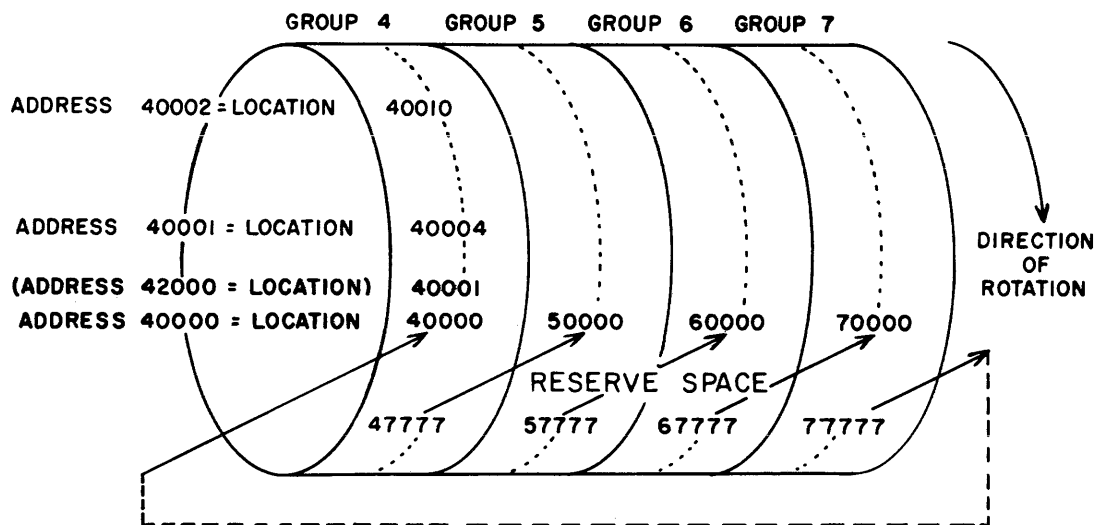 GROUP 4 GROUP 5 GROUP 6 GROUP 7
ADDRESS 40002 = LOCATION 40010
ADDRESS 40001 = LOCATION 40004
(ADDRESS 42000 = LOCATION) 40001
ADDRESS 40000 = LOCATION 40000 50000 60000 70000
DIRECTION
OF
ROTATION
RESERVE SPACE
47777 57777 67777 77777